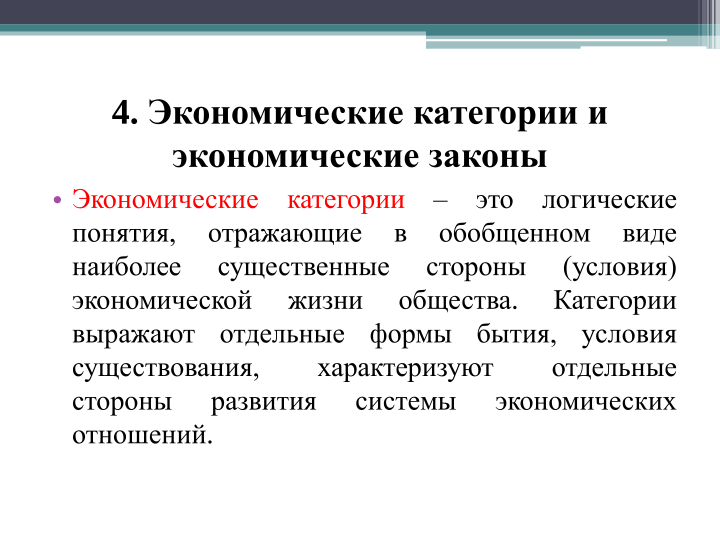 4. Экономические категории и
экономические законы
• Экономические категории – это логические
понятия, отражающие в обобщенном виде
наиболее существенные стороны (условия)
экономической жизни общества. Категории
выражают отдельные формы бытия, условия
существования, характеризуют отдельные
стороны развития системы экономических
отношений.